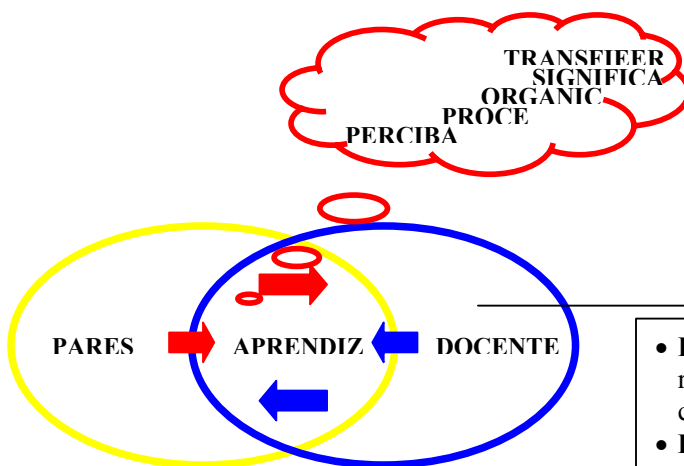 TRANSFIEER
SIGNIFICA
ORGANIC
PROCE
PERCIBA
PARES APRENDIZ DOCENTE